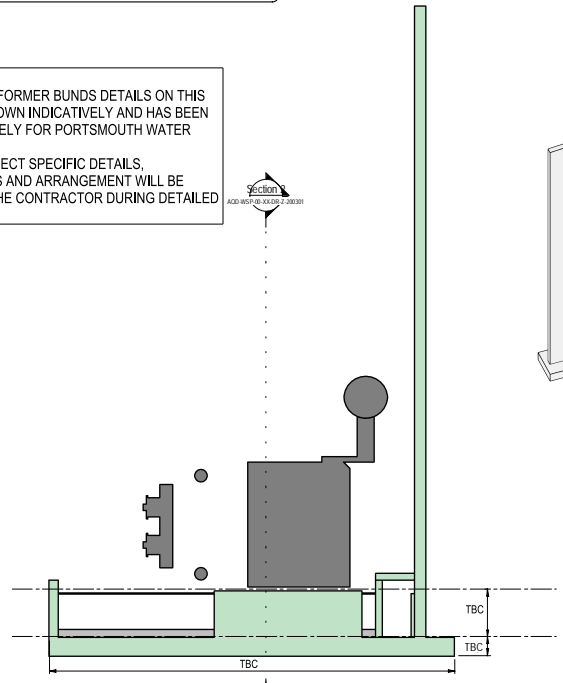 FORMER BUNDS DETAILS ON THIS
OWN INDICATIVELY AND HAS BEEN
ELY FOR PORTSMOUTH WATER
ECT SPECIFIC DETAILS,
S AND ARRANGEMENT WILL BE
HE CONTRACTOR DURING DETAILED
Section 2
AQD-WSP-00-XX-DR-Z-200301
TBC
TBC
TBC